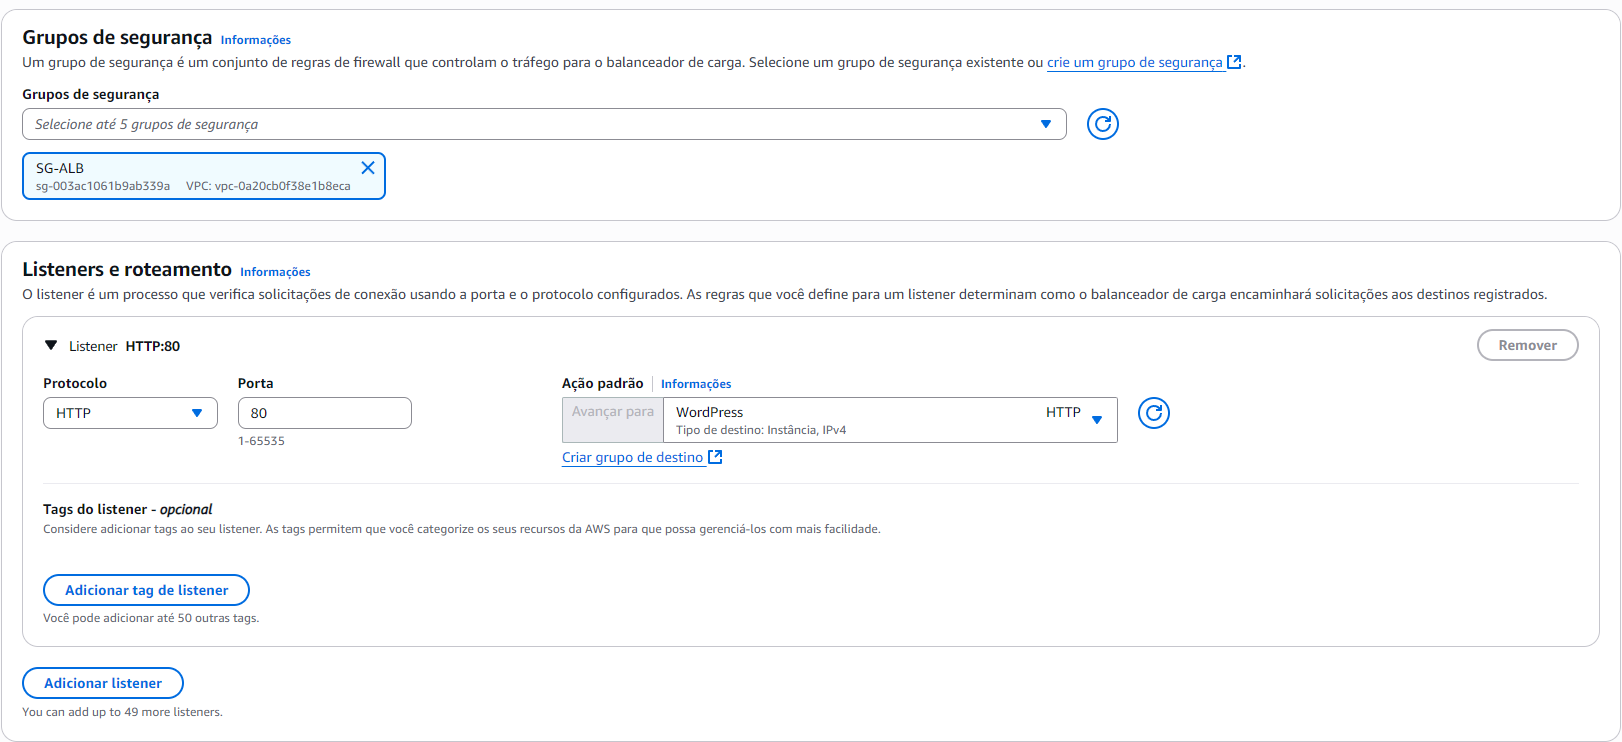 Grupos de segurança Informações
Um grupo de segurança é um conjunto de regras de firewall que controlam o tráfego para o balanceador de carga. Selecione um grupo de segurança existente ou crie um grupo de segurança.
Grupos de segurança
Selecione até 5 grupos de segurança
SG-ALB
sg-003ac1061b9ab339a VPC: vpc-0a20cb0f38e1b8eca
Listeners e roteamento Informações
O listener é um processo que verifica solicitações de conexão usando a porta e o protocolo configurados. As regras que você define para um listener determinam como o balanceador de carga encaminhará solicitações aos destinos registrados.
Listener HTTP:80
Remover
Protocolo
Porta
Ação padrão Informações
HTTP
80
Avançar para
WordPress
HTTP
Tipo de destino: Instância, IPv4
1-65535
Criar grupo de destino
Tags do listener - opcional
Considere adicionar tags ao seu listener. As tags permitem que você categorize os seus recursos da AWS para que possa gerenciá-los com mais facilidade.
Adicionar tag de listener
Você pode adicionar até 50 outras tags.
Adicionar listener
You can add up to 49 more listeners.